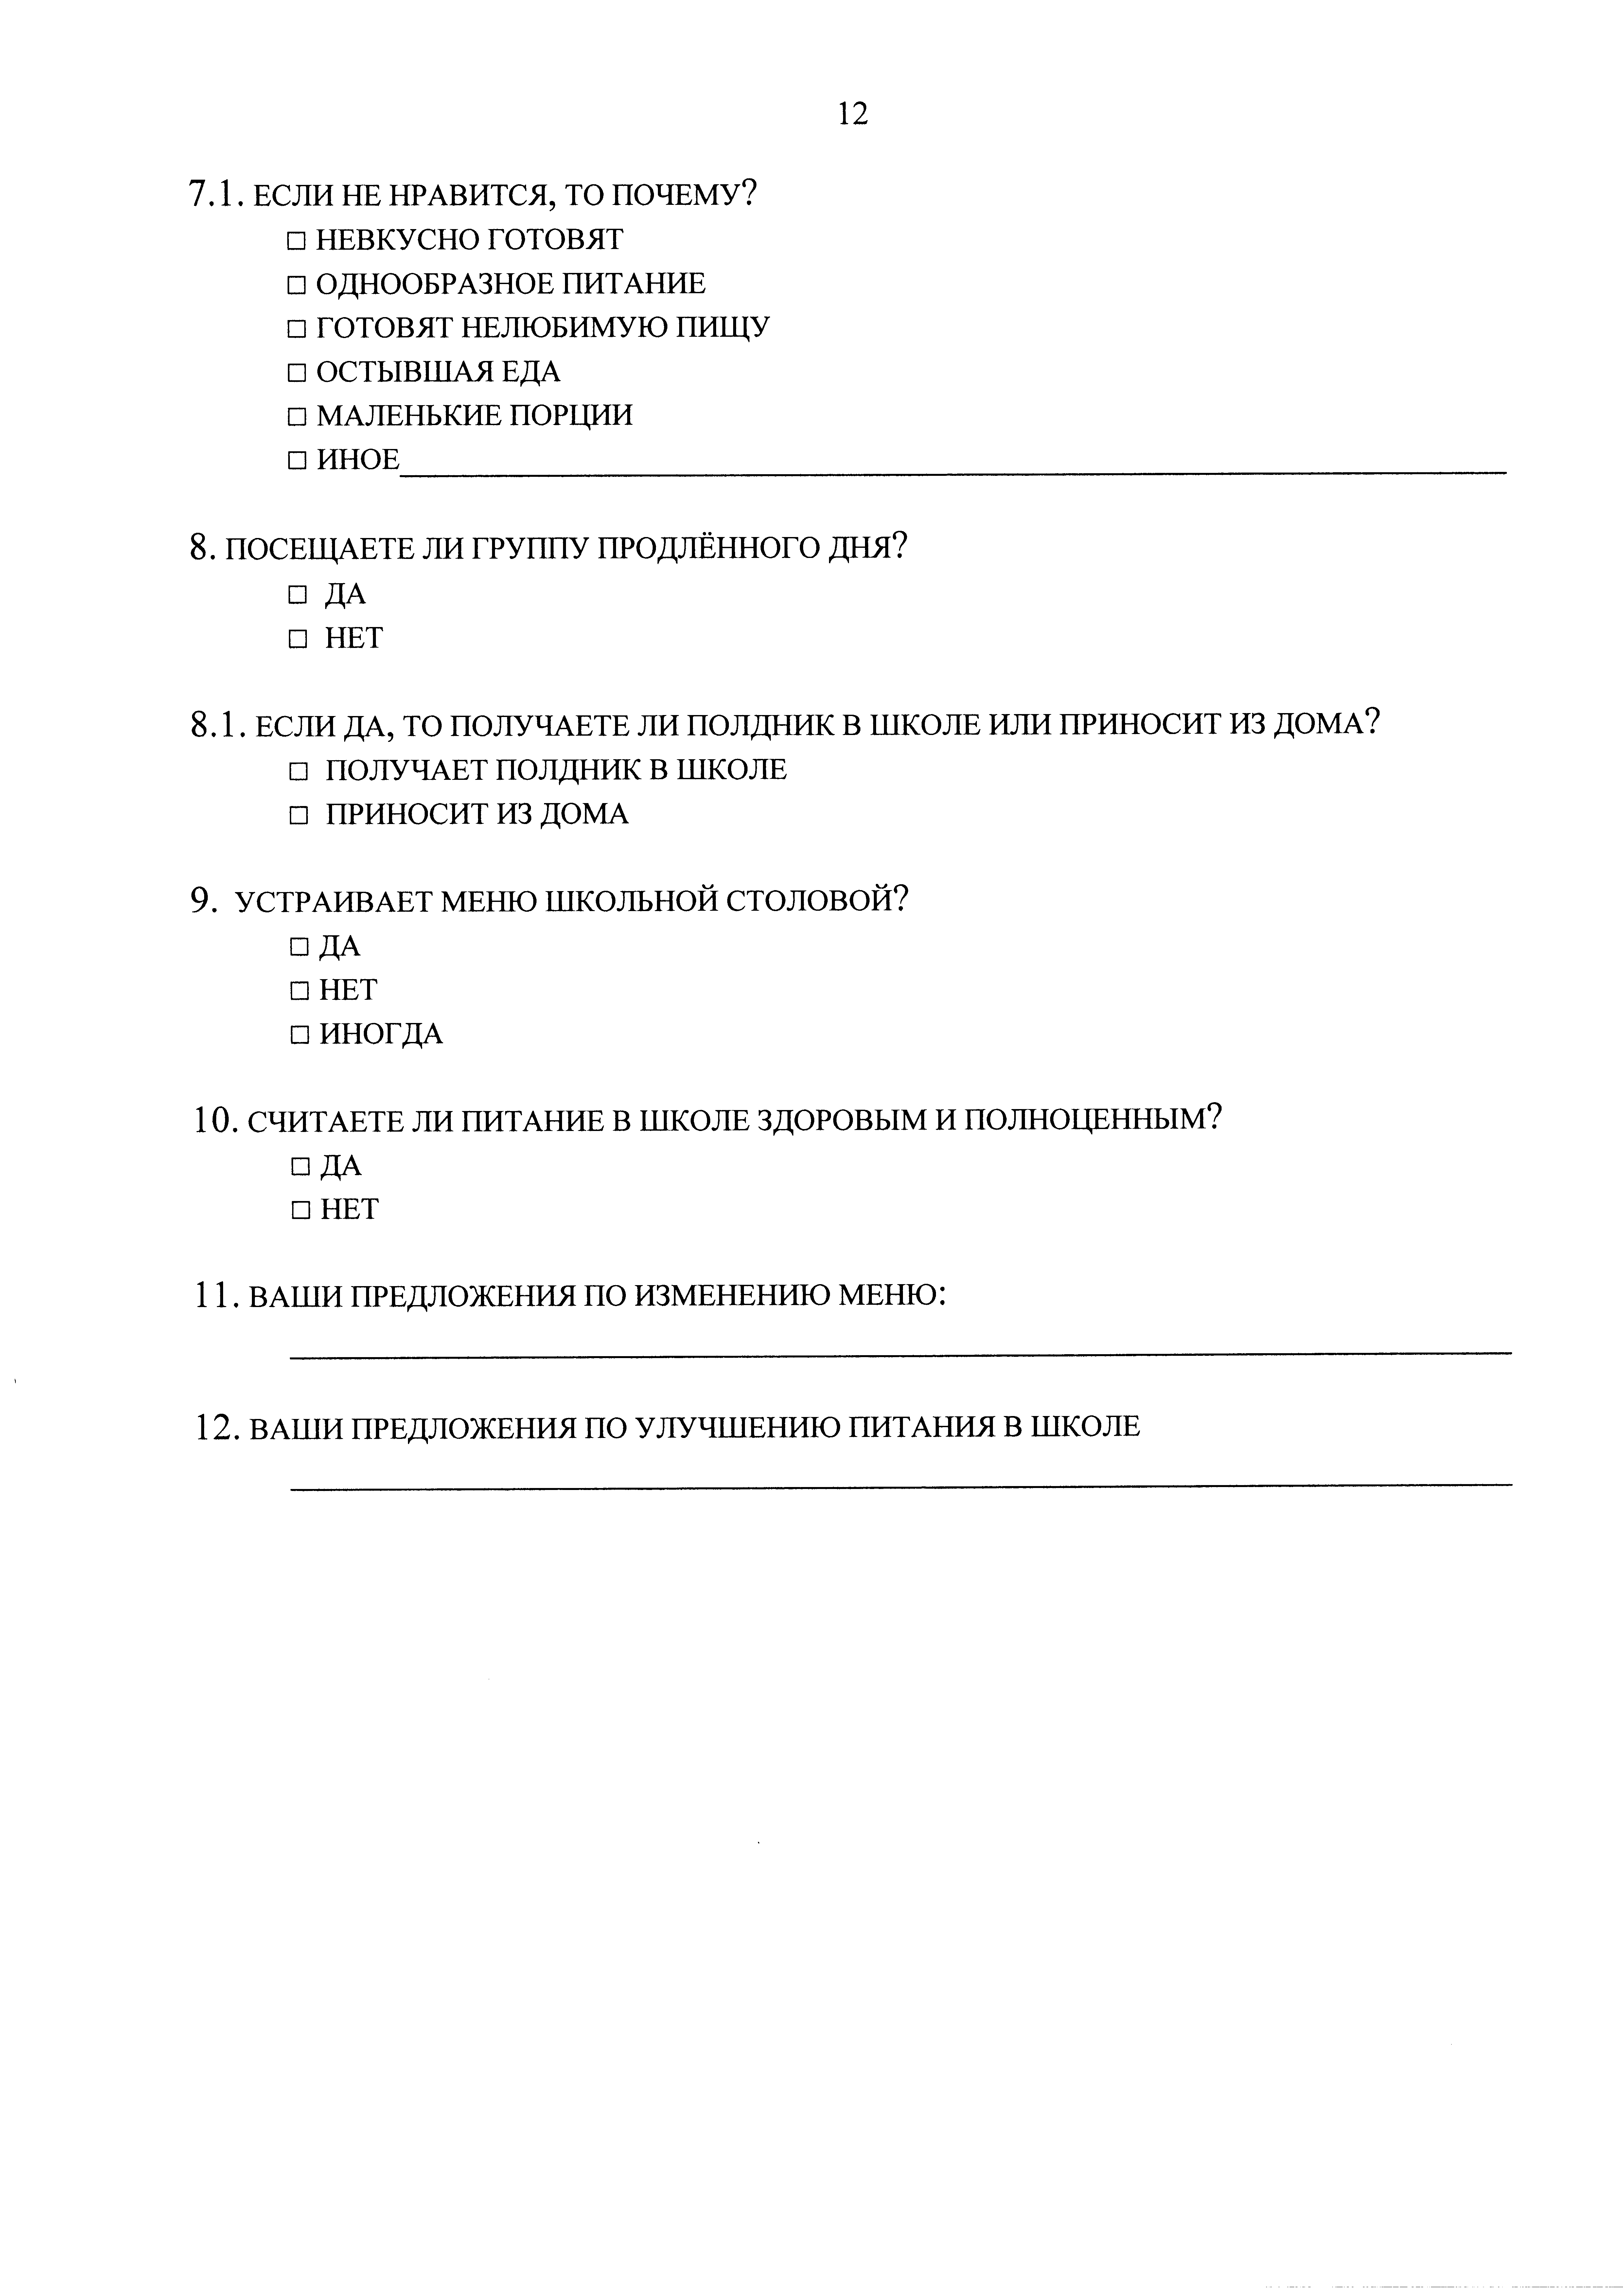 12
7.1. ЕСЛИ НЕ НРАВИТСЯ, ТО ПОЧЕМУ?
□ НЕВКУСНО ГОТОВЯТ
□ ОДНООБРАЗНОЕ ПИТАНИЕ
□ ГОТОВЯТ НЕЛЮБИМУЮ ПИЩУ
□ ОСТЫВШАЯ ЕДА
□ МАЛЕНЬКИЕ ПОРЦИИ
□ ИНОЕ
8. ПОСЕЩАЕТЕ ЛИ ГРУППУ ПРОДЛЁННОГО ДНЯ?
□ ДА
□ НЕТ
8.1. ЕСЛИ ДА, ТО ПОЛУЧАЕТЕ ЛИ ПОЛДНИК В ШКОЛЕ ИЛИ ПРИНОСИТ ИЗ ДОМА?
□ ПОЛУЧАЕТ ПОЛДНИК В ШКОЛЕ
□ ПРИНОСИТ ИЗ ДОМА
9. УСТРАИВАЕТ МЕНЮ ШКОЛЬНОЙ СТОЛОВОЙ?
□ ДА
□ НЕТ
□ ИНОГДА
10. СЧИТАЕТЕ ЛИ ПИТАНИЕ В ШКОЛЕ ЗДОРОВЫМ И ПОЛНОЦЕННЫМ?
□ ДА
□ НЕТ
11. ВАШИ ПРЕДЛОЖЕНИЯ ПО ИЗМЕНЕНИЮ МЕНЮ:
12. ВАШИ ПРЕДЛОЖЕНИЯ ПО УЛУЧШЕНИЮ ПИТАНИЯ В ШКОЛЕ